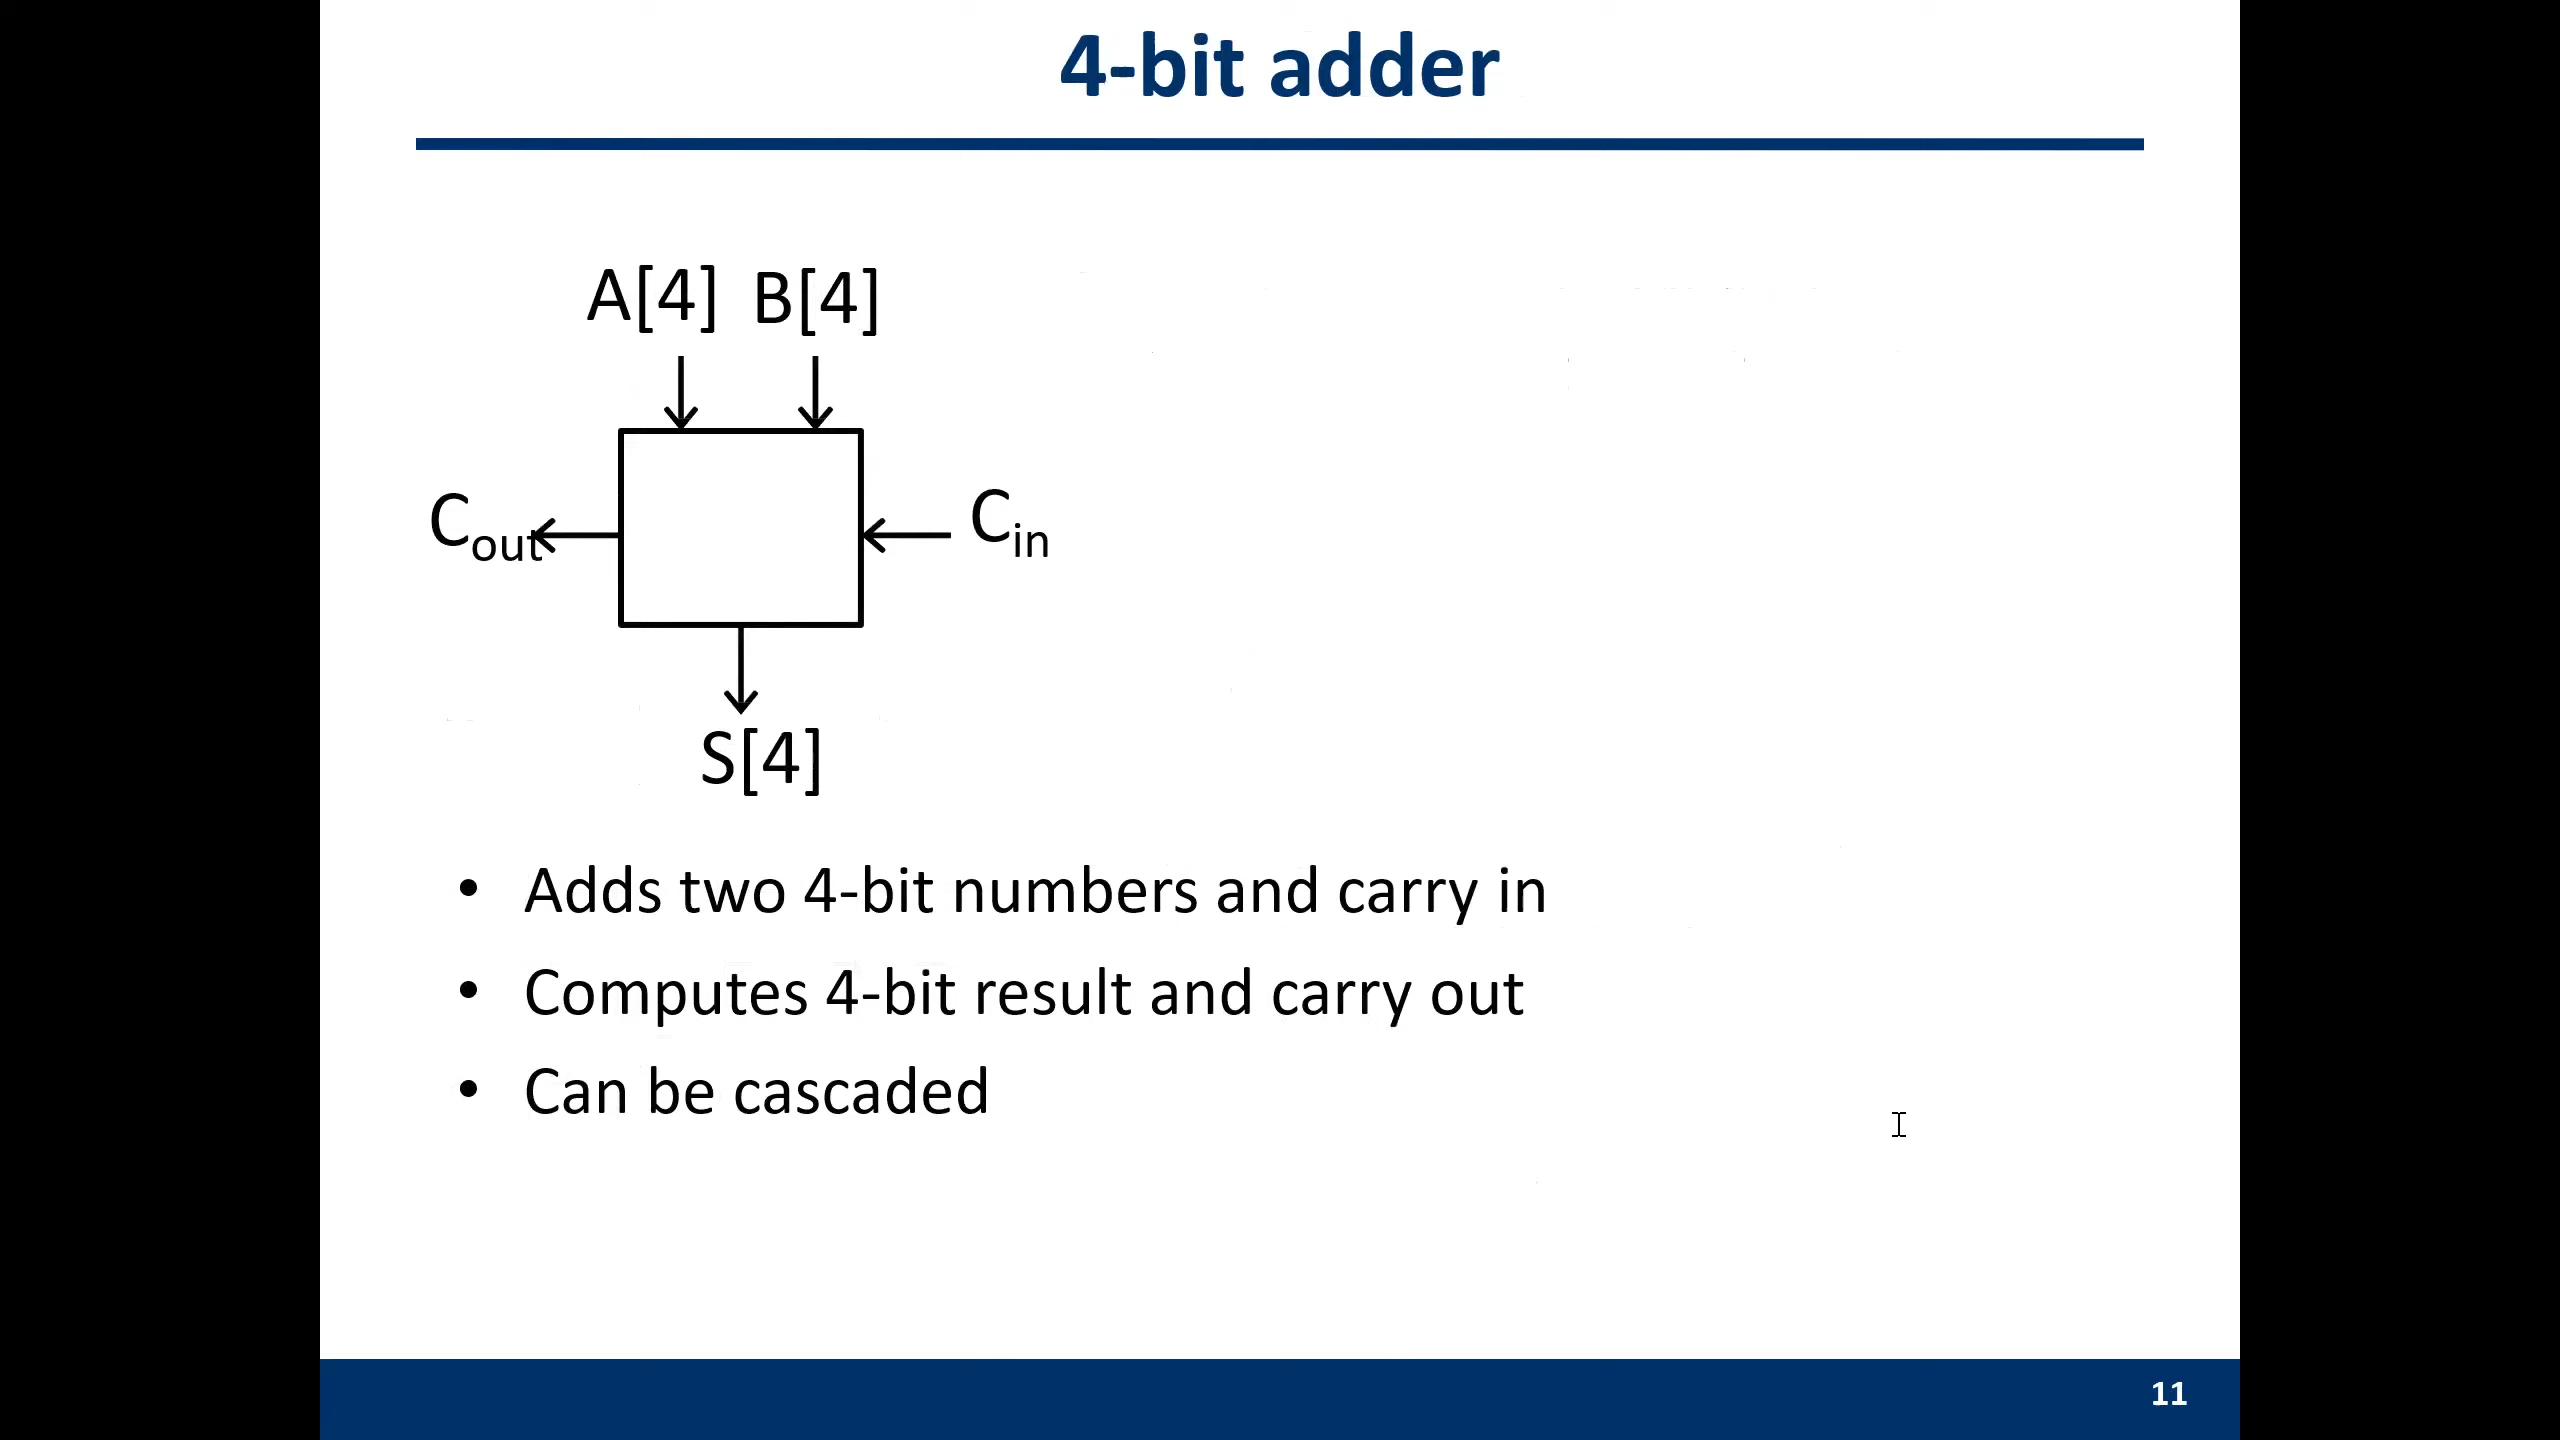 4-bit adder
A[4] B[4]
Cout Cin
S[4]
• Adds two 4-bit numbers and carry in
• Computes 4-bit result and carry out
• Can be cascaded
11